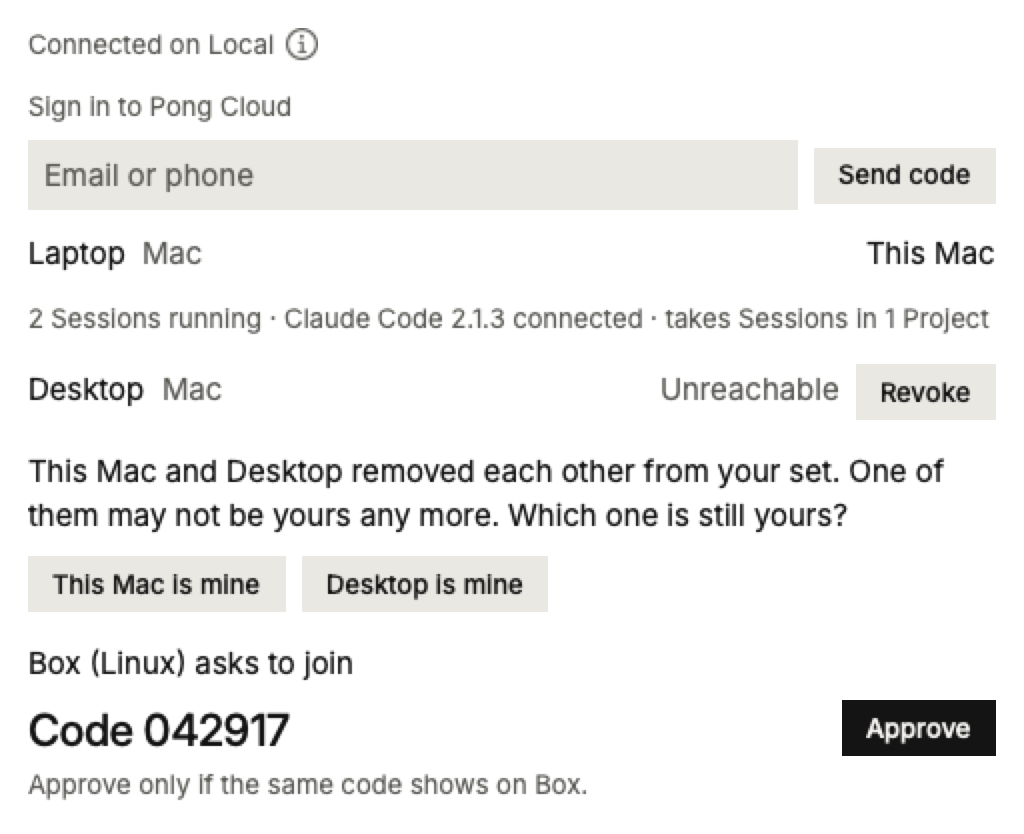 Connected on Local
Sign in to Pong Cloud
Email or phone
Send code
Laptop Mac
This Mac
2 Sessions running · Claude Code 2.1.3 connected · takes Sessions in 1 Project
Desktop Mac
Unreachable
Revoke
This Mac and Desktop removed each other from your set. One of
them may not be yours any more. Which one is still yours?
This Mac is mine
Desktop is mine
Box (Linux) asks to join
Code 042917
Approve
Approve only if the same code shows on Box.